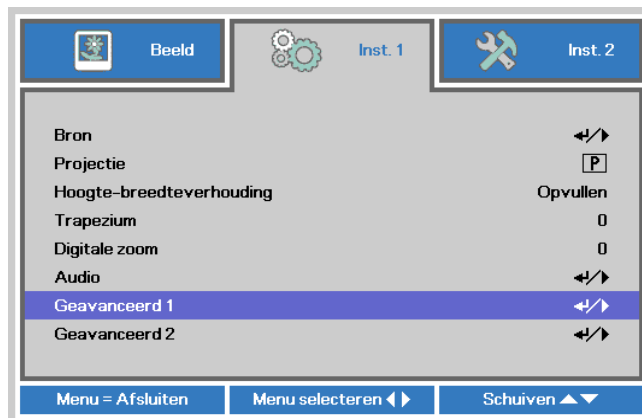 Beeld Inst. 1 Inst. 2
Bron
Projectie P
Hoogte-breedteverhouding Opvullen
Trapezium 0
Digitale zoom 0
Audio
Geavanceerd 1
Geavanceerd 2
Menu = Afsluiten Menu selecteren Schuiven